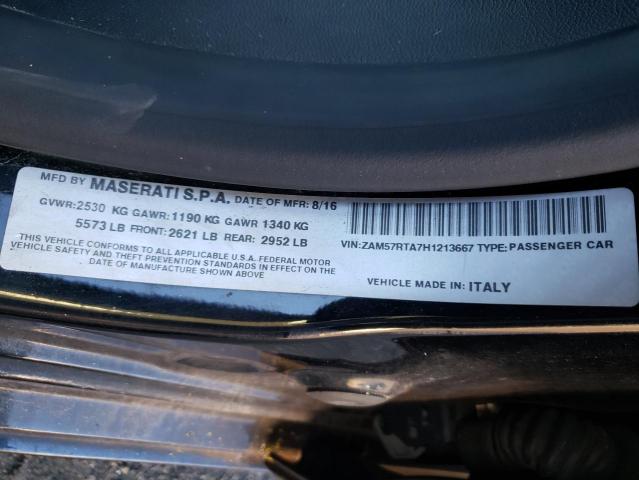 MFD BY MASERATI S.P.A. DATE OF MFR: 8/16
GVWR:2530 KG GAWR:1190 KG GAWR 1340 KG
5573 LB FRONT:2621 LB REAR: 2952 LB
THIS VEHICLE CONFORMS TO ALL APPLICABLE U.S.A. FEDERAL MOTOR
VEHICLE SAFETY AND THEFT PREVENTION STANDARDS IN EFFECT ON THE
DATE OF MANUFACTURE SHOWN ABOVE
VIN:ZAM57RTA7H1213667 TYPE:PASSENGER CAR
VEHICLE MADE IN: ITALY